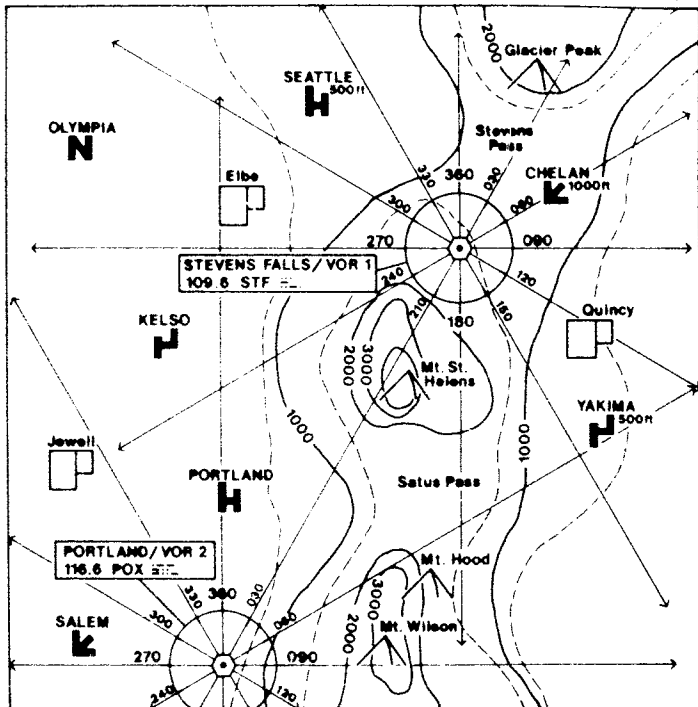 2000
Glacier Peak
SEATTLE
500ft
OLYMPIA
Stevens
Pass
Elbe
330
360
030
CHELAN
1000ft
300
060
270
090
STEVENS FALLS/VOR 1
109.6 STF
240
120
210
180
150
KELSO
Quincy
2000
3000
Mt. St.
Helens
1000
YAKIMA
500ft
1000
Jewell
PORTLAND
Satus Pass
PORTLAND/VOR 2
116.6 POX
Mt. Hood
330
360
030
3000
2000
300
060
SALEM
Mt. Wilson
270
090
240
120